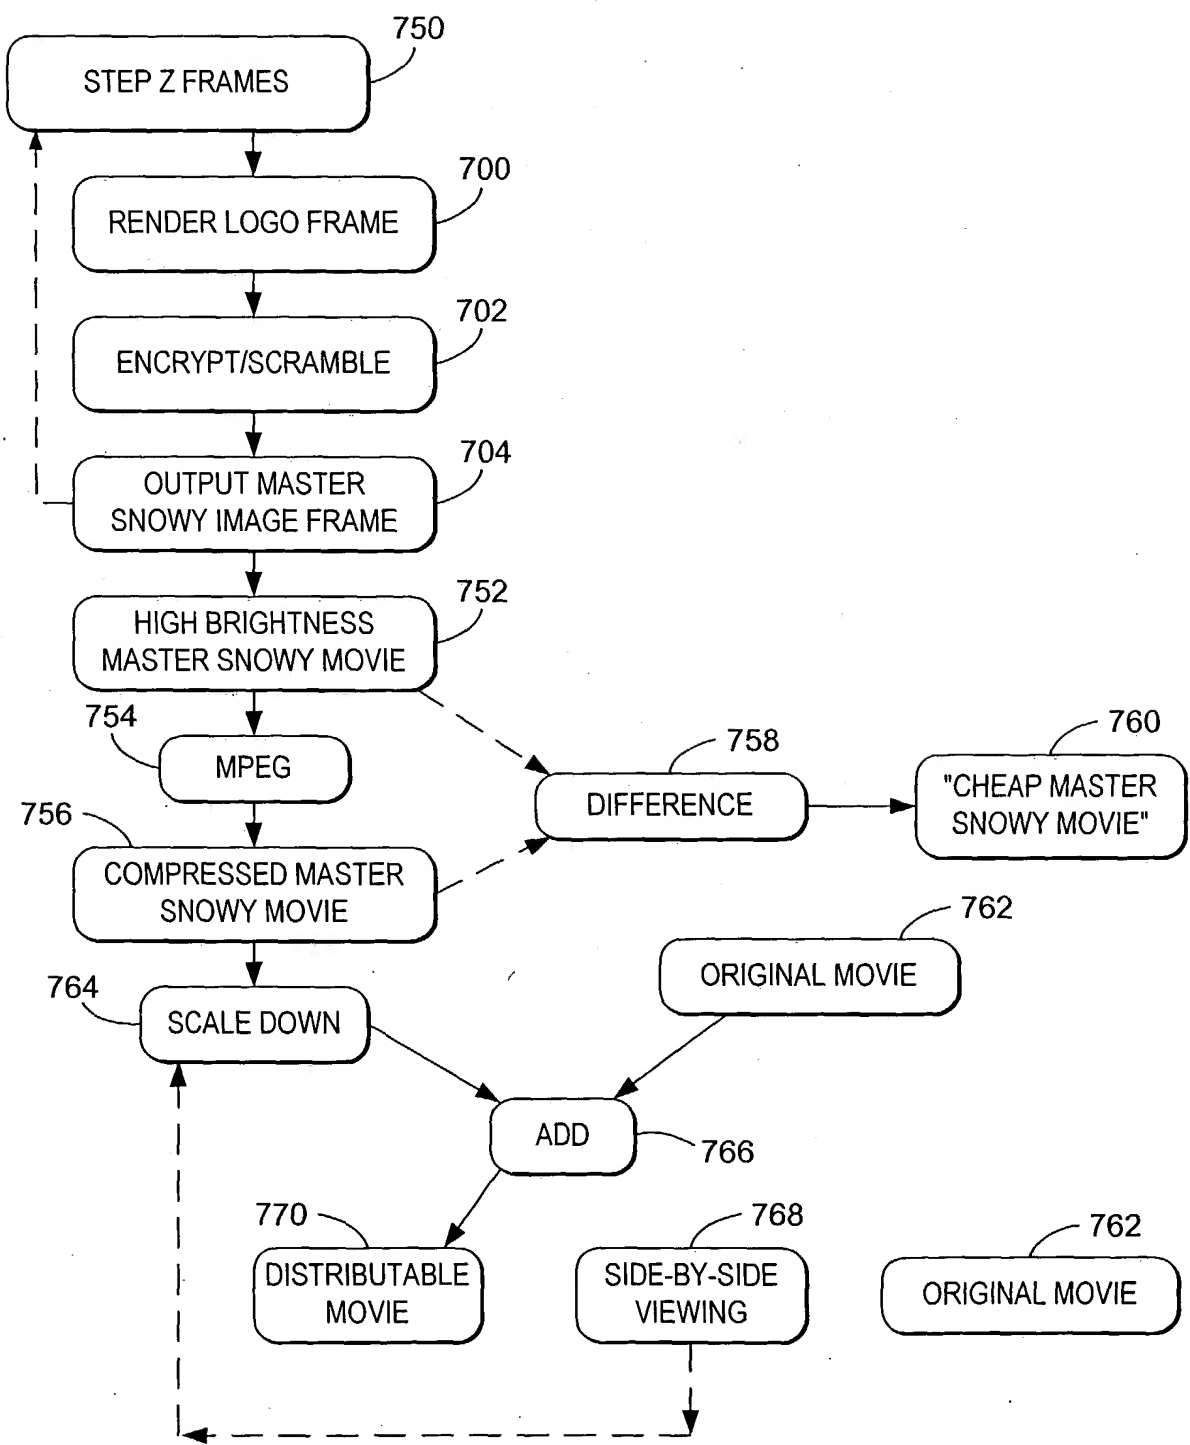 750
STEP Z FRAMES
700
RENDER LOGO FRAME
702
ENCRYPT/SCRAMBLE
704
OUTPUT MASTER
SNOWY IMAGE FRAME
752
HIGH BRIGHTNESS
MASTER SNOWY MOVIE
754
MPEG
758
DIFFERENCE
760
"CHEAP MASTER
SNOWY MOVIE"
756
COMPRESSED MASTER
SNOWY MOVIE
762
ORIGINAL MOVIE
764
SCALE DOWN
ADD
766
770
DISTRIBUTABLE
MOVIE
768
SIDE-BY-SIDE
VIEWING
762
ORIGINAL MOVIE